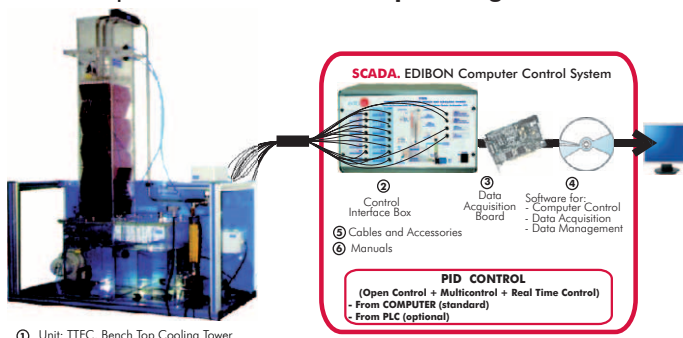 SCADA. EDIBON Computer Control System
②
Control
Interface Box
③
Data
Acquisition
Board
④
Software for:
- Computer Control
- Data Acquisition
- Data Management
⑤ Cables and Accessories
⑥ Manuals
PID CONTROL
(Open Control + Multicontrol + Real Time Control)
- From COMPUTER (standard)
- From PLC (optional)
① Unit: TTEC. Bench Top Cooling Tower